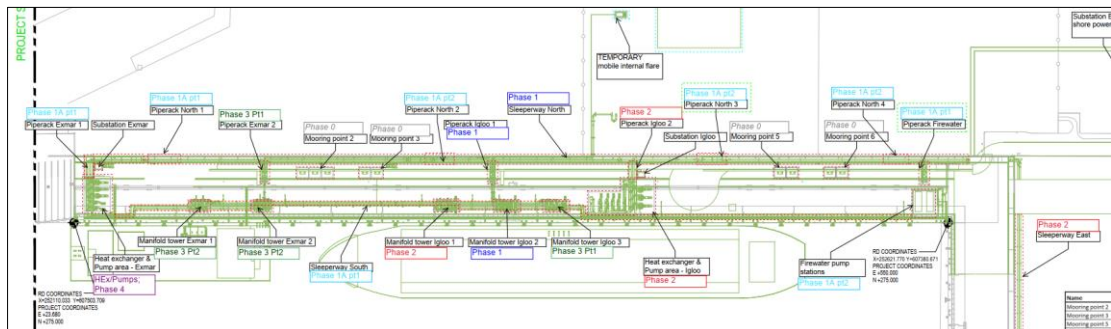 PROJECT S
Substation E
shore power
TEMPORARY
mobile internal flare
Phase 1A pt1
Piperack Exmar 1
Substation Exmar
Phase 1A pt1
Piperack North 1
Phase 3 Pt1
Piperack Exmar 2
Phase 0
Mooring point 2
Phase 0
Mooring point 3
Phase 1A pt2
Piperack North 2
Piperack Igloo 1
Phase 1
Phase 1
Sleeperway North
Phase 2
Piperack Igloo 2
Substation Igloo
Phase 1A pt2
Piperack North 3
Phase 0
Mooring point 5
Phase 1A pt2
Piperack North 4
Phase 0
Mooring point 6
Phase 1A pt1
Piperack Firewater
Manifold tower Exmar 1
Phase 3 Pt2
Manifold tower Exmar 2
Phase 3 Pt2
Manifold tower Igloo 1
Phase 2
Manifold tower Igloo 2
Phase 1
Manifold tower Igloo 3
Phase 3 Pt1
Heat exchanger &
Pump area - Exmar
HEx/Pumps;
Phase 4
Sleeperway South
Phase 1A pt1
Heat exchanger &
Pump area - Igloo
Phase 2
Firewater pump
stations
Phase 1A pt2
Phase 2
Sleeperway East
RD COORDINATES
PROJECT COORDINATES
E +23.680
N +275.000
RD COORDINATES
PROJECT COORDINATES
E +550.000
N +275.000
Name
Mooring point 2
Mooring point 3
Mooring point 5